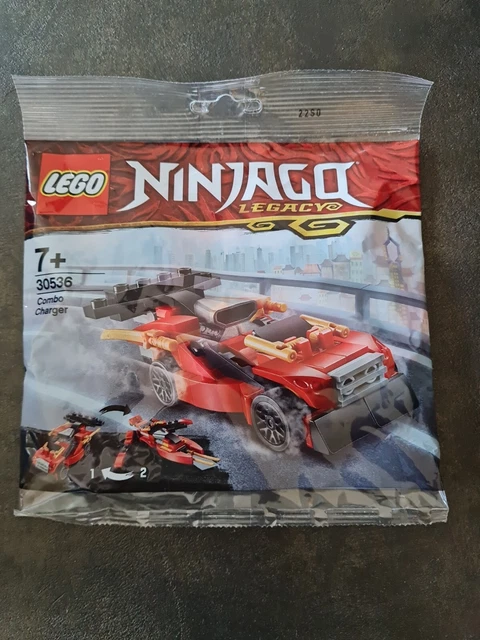 2250
LEGO
NINJAGO
LEGACY
7+
30536
Combo
Charger
1
2